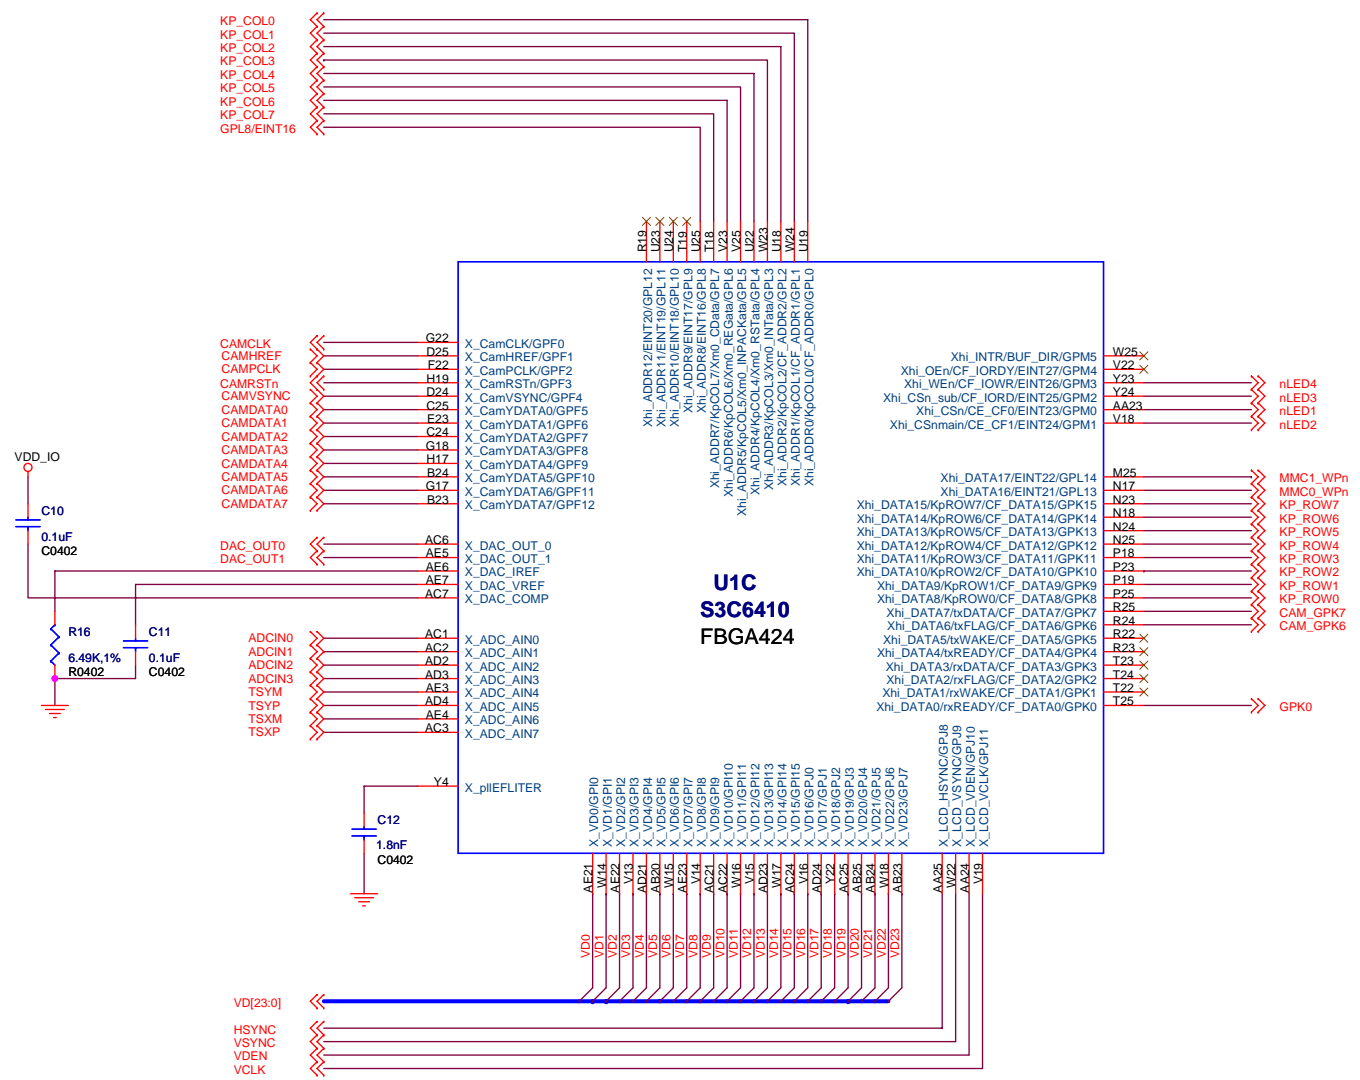 KP_COL0
KP_COL1
KP_COL2
KP_COL3
KP_COL4
KP_COL5
KP_COL6
KP_COL7
GPL8/EINT16
R19
U23
U24
T19
U25
T18
V23
V25
U22
W23
U18
W24
U19
Xhi_ADDR12/EINT20/GPL12
Xhi_ADDR11/EINT19/GPL11
Xhi_ADDR10/EINT18/GPL10
Xhi_ADDR9/EINT17/GPL9
Xhi_ADDR8/EINT16/GPL8
Xhi_ADDR7/KpCOL7/Xm0_CData/GPL7
Xhi_ADDR6/KpCOL6/Xm0_REGata/GPL6
Xhi_ADDR5/KpCOL5/Xm0_INPACKata/GPL5
Xhi_ADDR4/KpCOL4/Xm0_RSTata/GPL4
Xhi_ADDR3/KpCOL3/Xm0_INTata/GPL3
Xhi_ADDR2/KpCOL2/CF_ADDR2/GPL2
Xhi_ADDR1/KpCOL1/CF_ADDR1/GPL1
Xhi_ADDR0/KpCOL0/CF_ADDR0/GPL0
CAMCLK G22 X_CamCLK/GPF0
CAMHREF D25 X_CamHREF/GPF1
CAMPCLK F22 X_CamPCLK/GPF2
CAMRSTn H19 X_CamRSTn/GPF3
CAMVSYNC D24 X_CamVSYNC/GPF4
CAMDATA0 C25 X_CamYDATA0/GPF5
CAMDATA1 E23 X_CamYDATA1/GPF6
CAMDATA2 C24 X_CamYDATA2/GPF7
CAMDATA3 G18 X_CamYDATA3/GPF8
CAMDATA4 H17 X_CamYDATA4/GPF9
CAMDATA5 B24 X_CamYDATA5/GPF10
CAMDATA6 G17 X_CamYDATA6/GPF11
CAMDATA7 B23 X_CamYDATA7/GPF12
VDD_IO
C10
0.1uF
C0402
DAC_OUT0 AC6 X_DAC_OUT_0
DAC_OUT1 AE5 X_DAC_OUT_1
AE6 X_DAC_IREF
AE7 X_DAC_VREF
AC7 X_DAC_COMP
R16
6.49K,1%
R0402
C11
0.1uF
C0402
ADCIN0 AC1 X_ADC_AIN0
ADCIN1 AC2 X_ADC_AIN1
ADCIN2 AD2 X_ADC_AIN2
ADCIN3 AD3 X_ADC_AIN3
TSYM AE3 X_ADC_AIN4
TSYP AD4 X_ADC_AIN5
TSXM AE4 X_ADC_AIN6
TSXP AC3 X_ADC_AIN7
Y4 X_pllEFLITER
C12
1.8nF
C0402
U1C
S3C6410
FBGA424
Xhi_INTR/BUF_DIR/GPM5 W25
Xhi_OEn/CF_IORDY/EINT27/GPM4 V22
Xhi_WEn/CF_IOWR/EINT26/GPM3 Y23 nLED4
Xhi_CSn_sub/CF_IORD/EINT25/GPM2 Y24 nLED3
Xhi_CSn/CE_CF0/EINT23/GPM0 AA23 nLED1
Xhi_CSnmain/CE_CF1/EINT24/GPM1 V18 nLED2
Xhi_DATA17/EINT22/GPL14 M25 MMC1_WPn
Xhi_DATA16/EINT21/GPL13 N17 MMC0_WPn
Xhi_DATA15/KpROW7/CF_DATA15/GPK15 N23 KP_ROW7
Xhi_DATA14/KpROW6/CF_DATA14/GPK14 N18 KP_ROW6
Xhi_DATA13/KpROW5/CF_DATA13/GPK13 N24 KP_ROW5
Xhi_DATA12/KpROW4/CF_DATA12/GPK12 N25 KP_ROW4
Xhi_DATA11/KpROW3/CF_DATA11/GPK11 P18 KP_ROW3
Xhi_DATA10/KpROW2/CF_DATA10/GPK10 P23 KP_ROW2
Xhi_DATA9/KpROW1/CF_DATA9/GPK9 P19 KP_ROW1
Xhi_DATA8/KpROW0/CF_DATA8/GPK8 P25 KP_ROW0
Xhi_DATA7/txDATA/CF_DATA7/GPK7 R25 CAM_GPK7
Xhi_DATA6/txFLAG/CF_DATA6/GPK6 R24 CAM_GPK6
Xhi_DATA5/txWAKE/CF_DATA5/GPK5 R22
Xhi_DATA4/txREADY/CF_DATA4/GPK4 R23
Xhi_DATA3/rxDATA/CF_DATA3/GPK3 T23
Xhi_DATA2/rxFLAG/CF_DATA2/GPK2 T24
Xhi_DATA1/rxWAKE/CF_DATA1/GPK1 T22
Xhi_DATA0/rxREADY/CF_DATA0/GPK0 T25 GPK0
X_VD0/GPI0
X_VD1/GPI1
X_VD2/GPI2
X_VD3/GPI3
X_VD4/GPI4
X_VD5/GPI5
X_VD6/GPI6
X_VD7/GPI7
X_VD8/GPI8
X_VD9/GPI9
X_VD10/GPI10
X_VD11/GPI11
X_VD12/GPI12
X_VD13/GPI13
X_VD14/GPI14
X_VD15/GPI15
X_VD16/GPJ0
X_VD17/GPJ1
X_VD18/GPJ2
X_VD19/GPJ3
X_VD20/GPJ4
X_VD21/GPJ5
X_VD22/GPJ6
X_VD23/GPJ7
X_LCD_HSYNC/GPJ8
X_LCD_VSYNC/GPJ9
X_LCD_VDEN/GPJ10
X_LCD_VCLK/GPJ11
AE21
W14
AE22
V13
AD21
AB20
W15
AE23
V14
AC21
AC22
W16
V15
AD23
W17
AC24
V16
AD24
Y22
AC25
AB25
AB24
W18
AB23
AA25
W22
AA24
V19
VD0
VD1
VD2
VD3
VD4
VD5
VD6
VD7
VD8
VD9
VD10
VD11
VD12
VD13
VD14
VD15
VD16
VD17
VD18
VD19
VD20
VD21
VD22
VD23
VD[23:0]
HSYNC
VSYNC
VDEN
VCLK